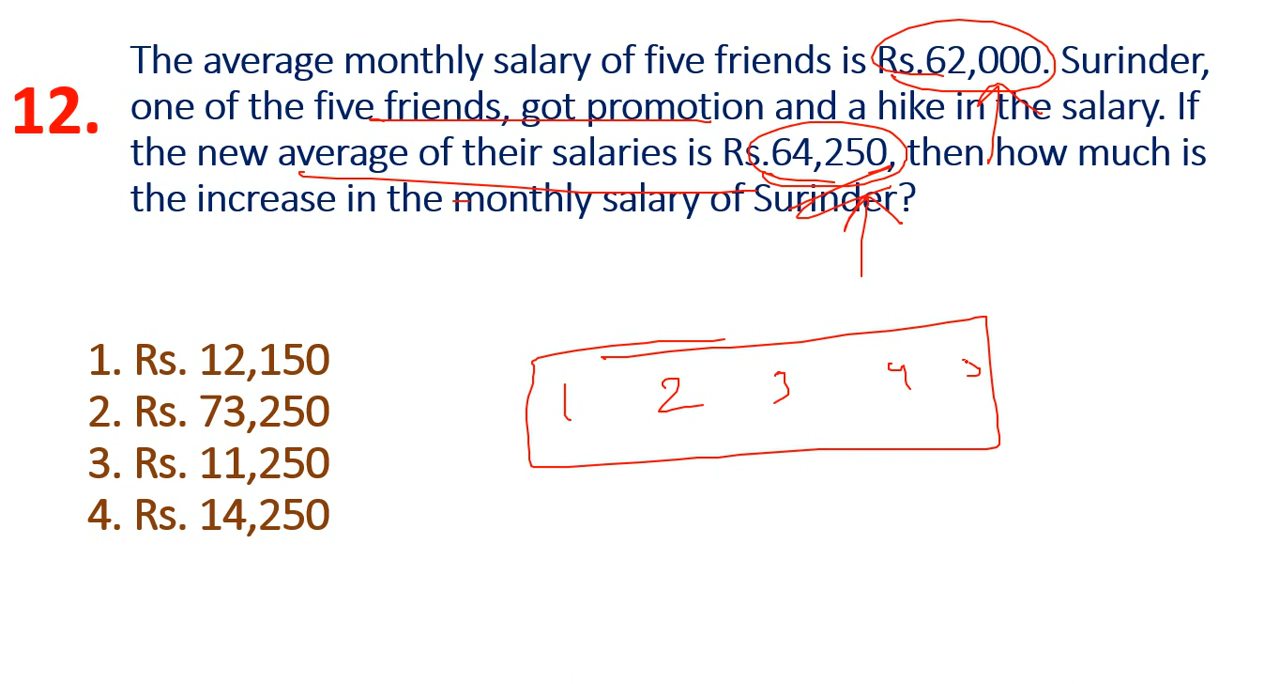 The average monthly salary of five friends is Rs.62,000. Surinder,
12. one of the five friends, got promotion and a hike in the salary. If
the new average of their salaries is Rs.64,250, then how much is
the increase in the monthly salary of Surinder?
1. Rs. 12,150
2. Rs. 73,250
3. Rs. 11,250
4. Rs. 14,250
1 2 3 4 5